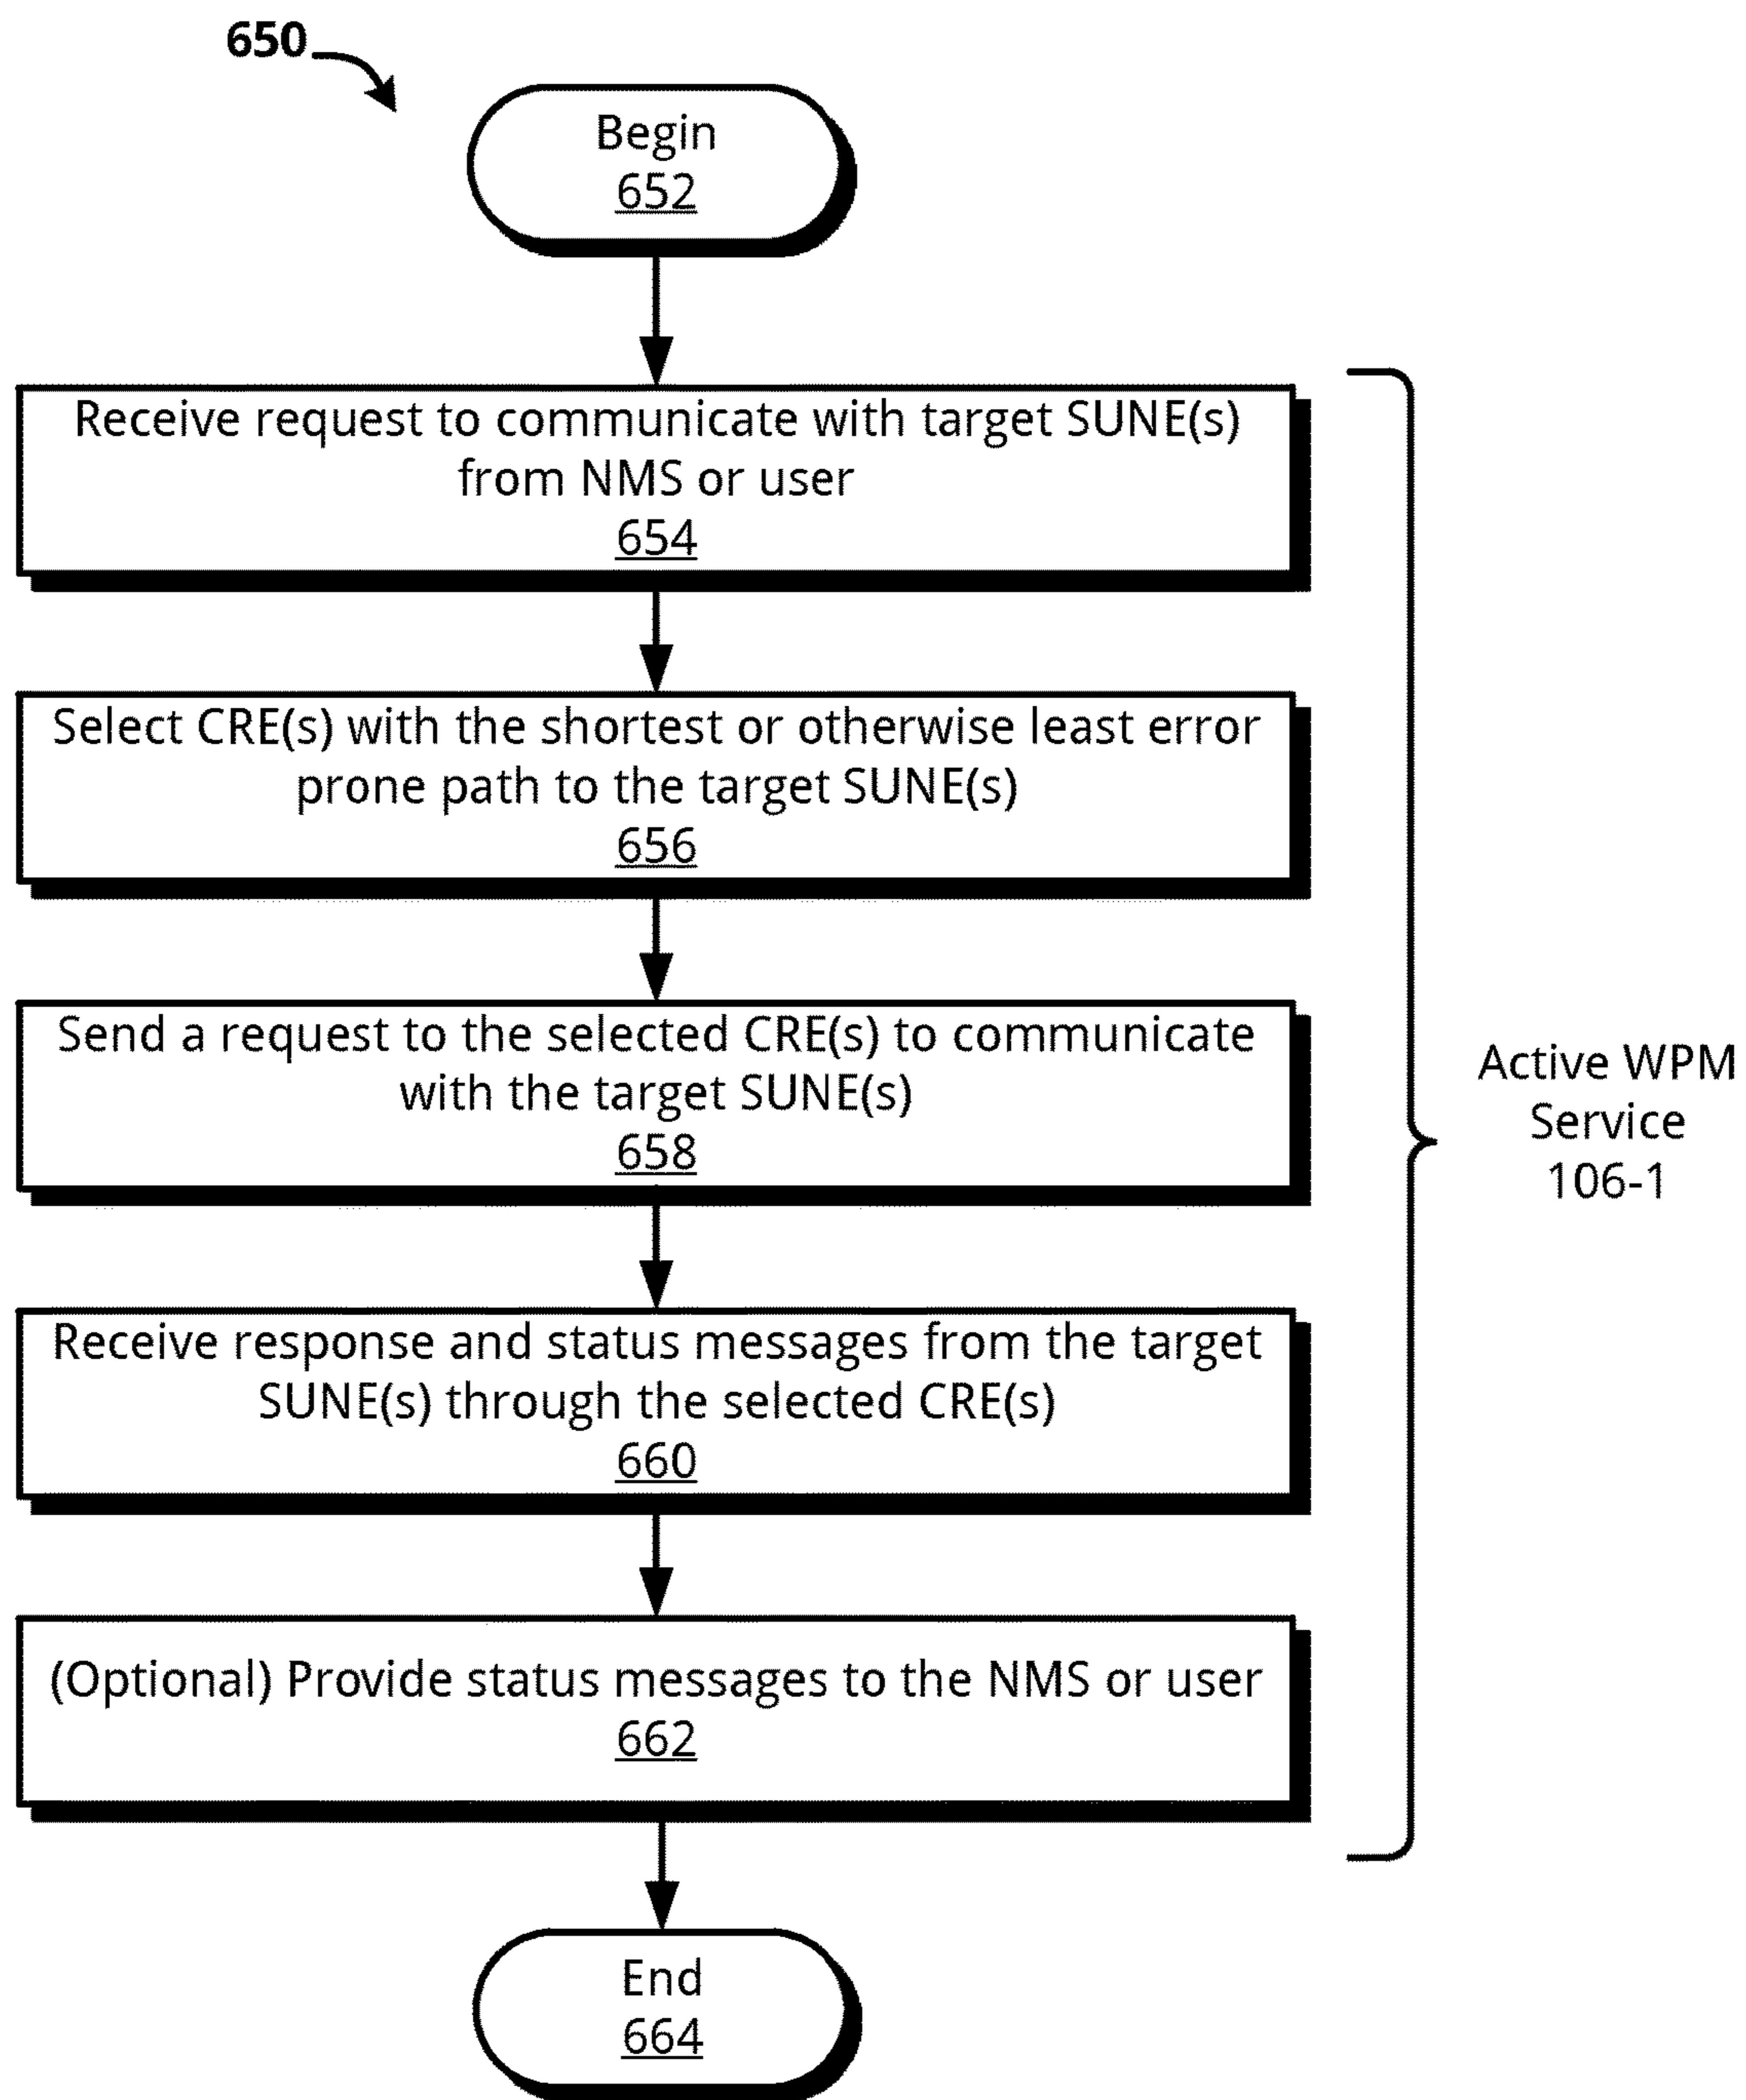 650
Begin
652
Receive request to communicate with target SUNE(s)
from NMS or user
654
Select CRE(s) with the shortest or otherwise least error
prone path to the target SUNE(s)
656
Send a request to the selected CRE(s) to communicate
with the target SUNE(s)
658
Receive response and status messages from the target
SUNE(s) through the selected CRE(s)
660
(Optional) Provide status messages to the NMS or user
662
End
664
Active WPM
Service
106-1